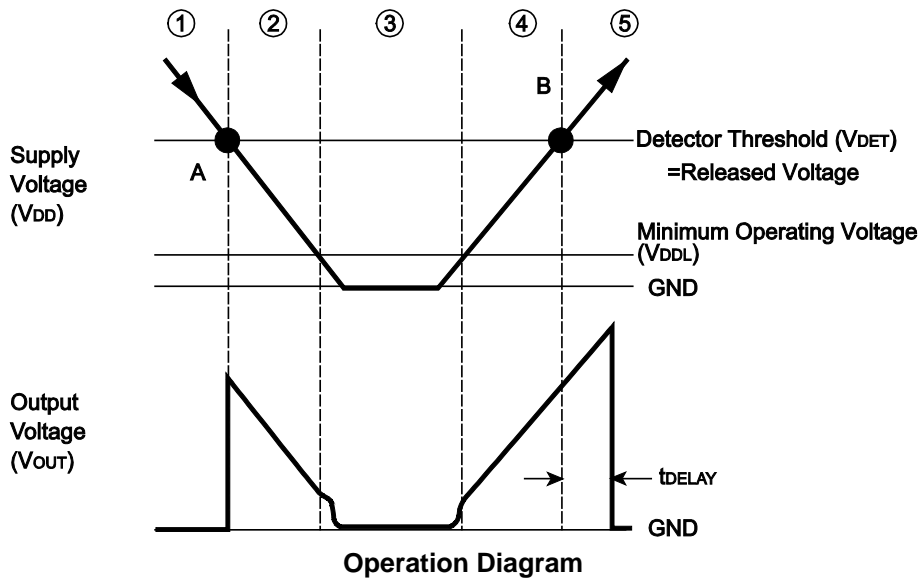 ① ② ③ ④ ⑤
B
Detector Threshold (VDET)
=Released Voltage
A
Supply
Voltage
(VDD)
Minimum Operating Voltage
(VDDL)
GND
Output
Voltage
(VOUT)
tDELAY
GND
Operation Diagram